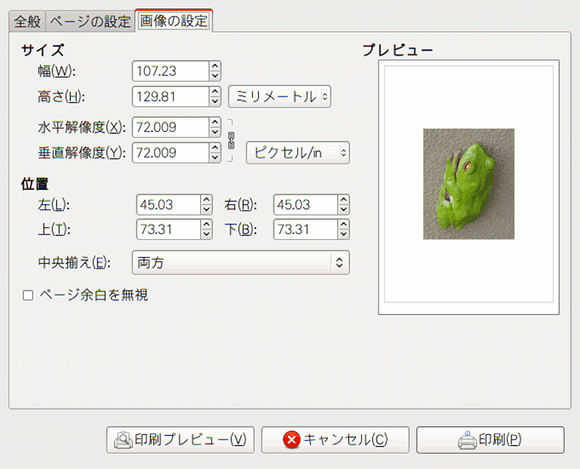 全般 ページの設定 画像の設定
サイズ
プレビュー
幅(W): 107.23
高さ(H): 129.81 ミリメートル
水平解像度(X): 72.009
垂直解像度(Y): 72.009 ピクセル/in
位置
左(L): 45.03 右(R): 45.03
上(T): 73.31 下(B): 73.31
中央揃え(E): 両方
ページ余白を無視
印刷プレビュー(V) キャンセル(C) 印刷(P)